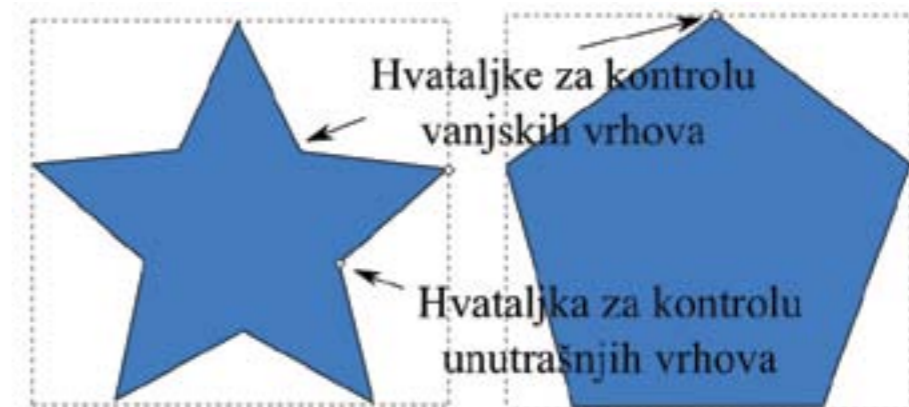 Hvataljke za kontrolu
vanjskih vrhova
Hvataljka za kontrolu
unutrašnjih vrhova